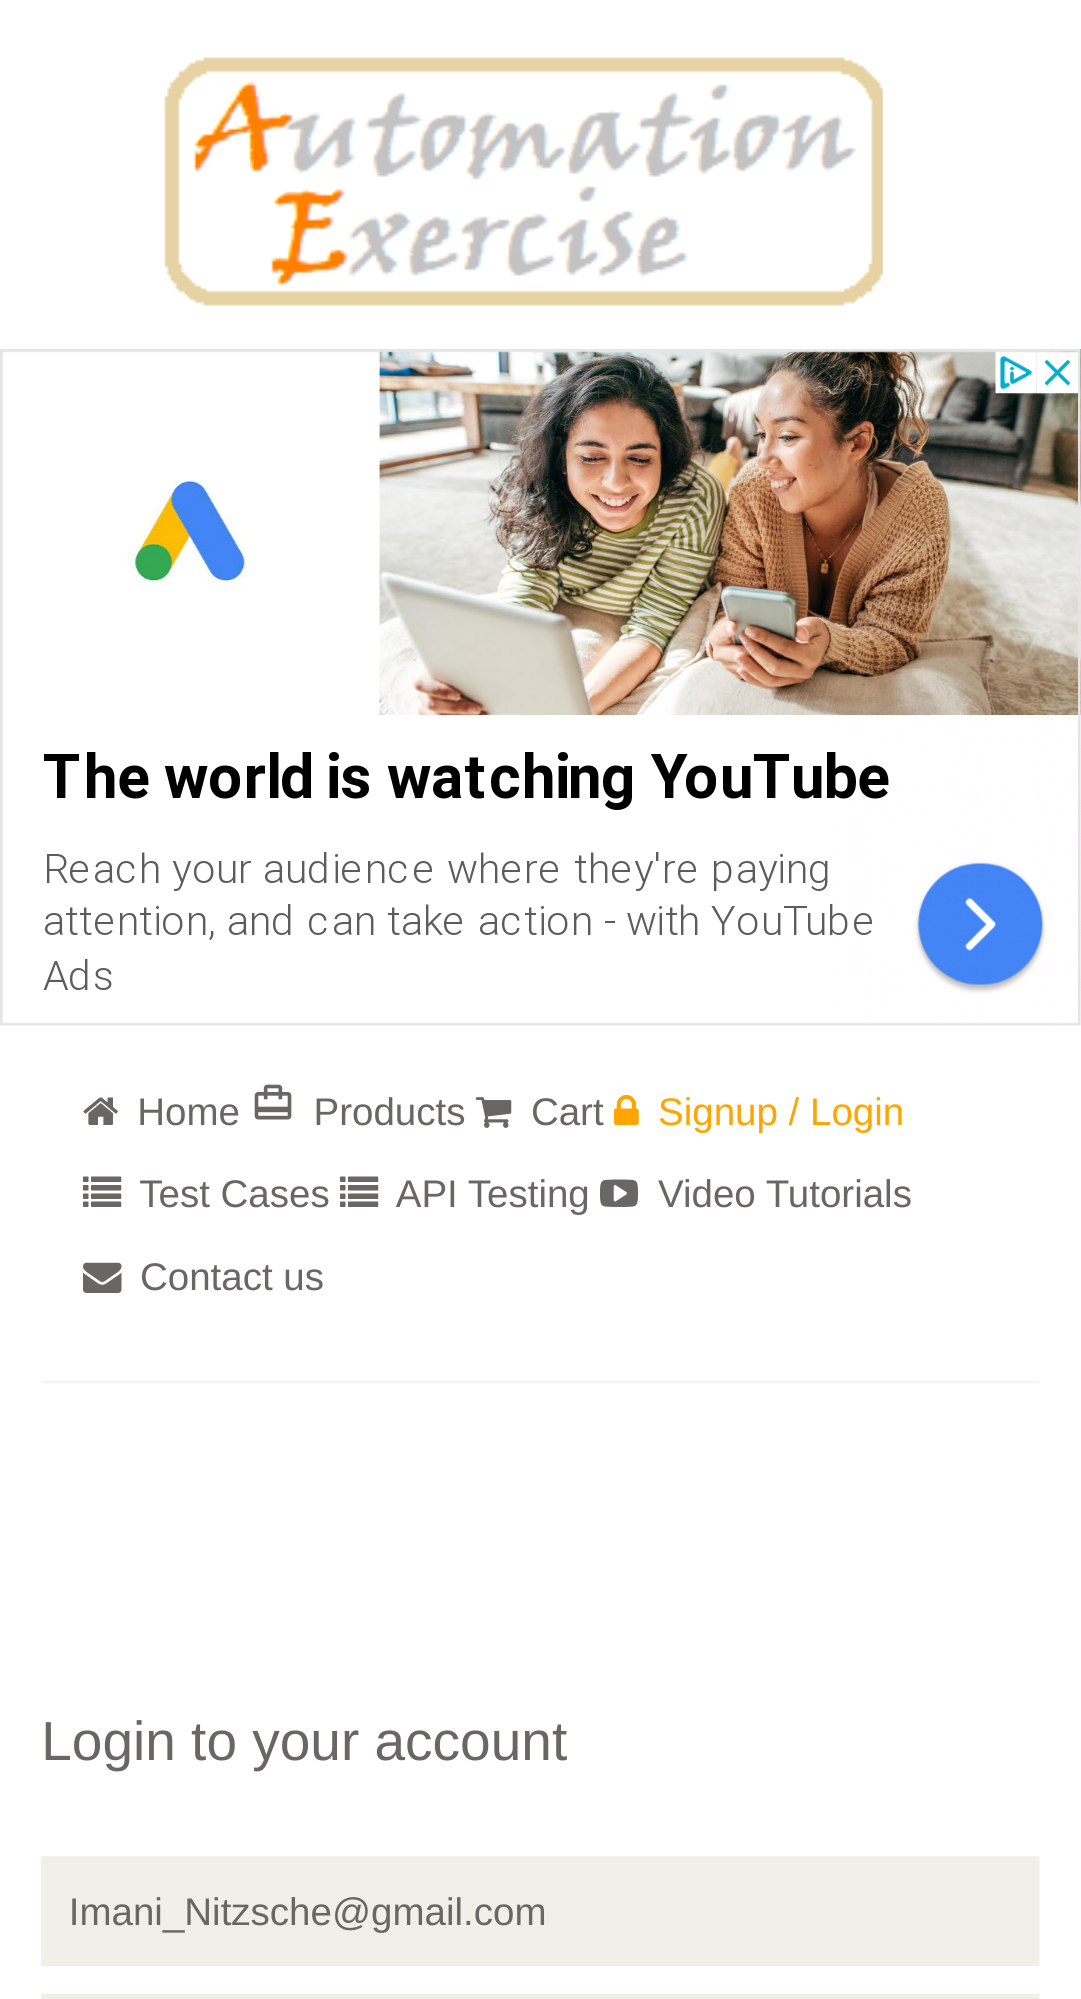 Automation
Exercise
The world is watching YouTube
Reach your audience where they're paying
attention, and can take action - with YouTube
Ads
Home Products Cart Signup / Login
Test Cases API Testing Video Tutorials
Contact us
Login to your account
Imani_Nitzsche@gmail.com